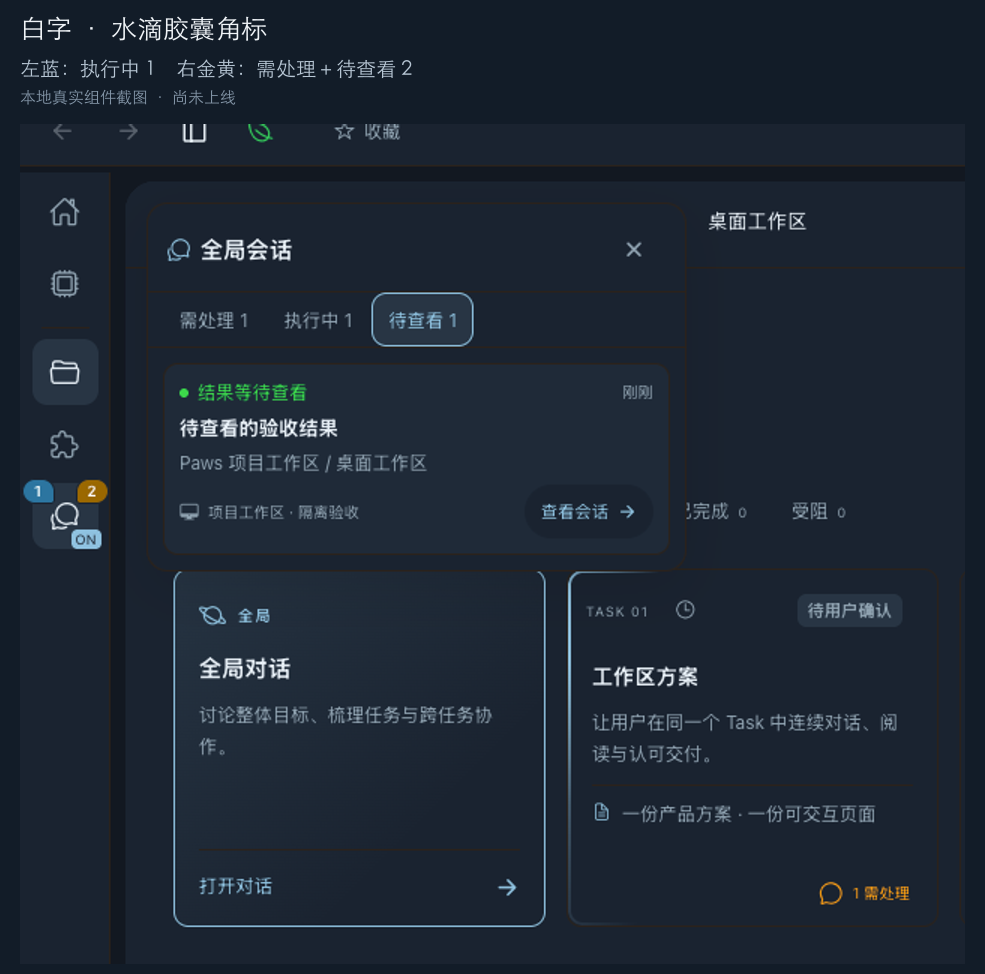 白字 · 水滴胶囊角标
左蓝：执行中 1 右金黄：需处理 + 待查看 2
本地真实组件截图 · 尚未上线
收藏
桌面工作区
全局会话
需处理 1 执行中 1 待查看 1
结果等待查看 刚刚
待查看的验收结果
Paws 项目工作区 / 桌面工作区
1 2
ON
项目工作区 · 隔离验收 查看会话
完成 0 受阻 0
全局
全局对话
讨论整体目标、梳理任务与跨任务协
作。
打开对话
TASK 01 待用户确认
工作区方案
让用户在同一个 Task 中连续对话、阅
读与认可交付。
一份产品方案 · 一份可交互页面
1 需处理